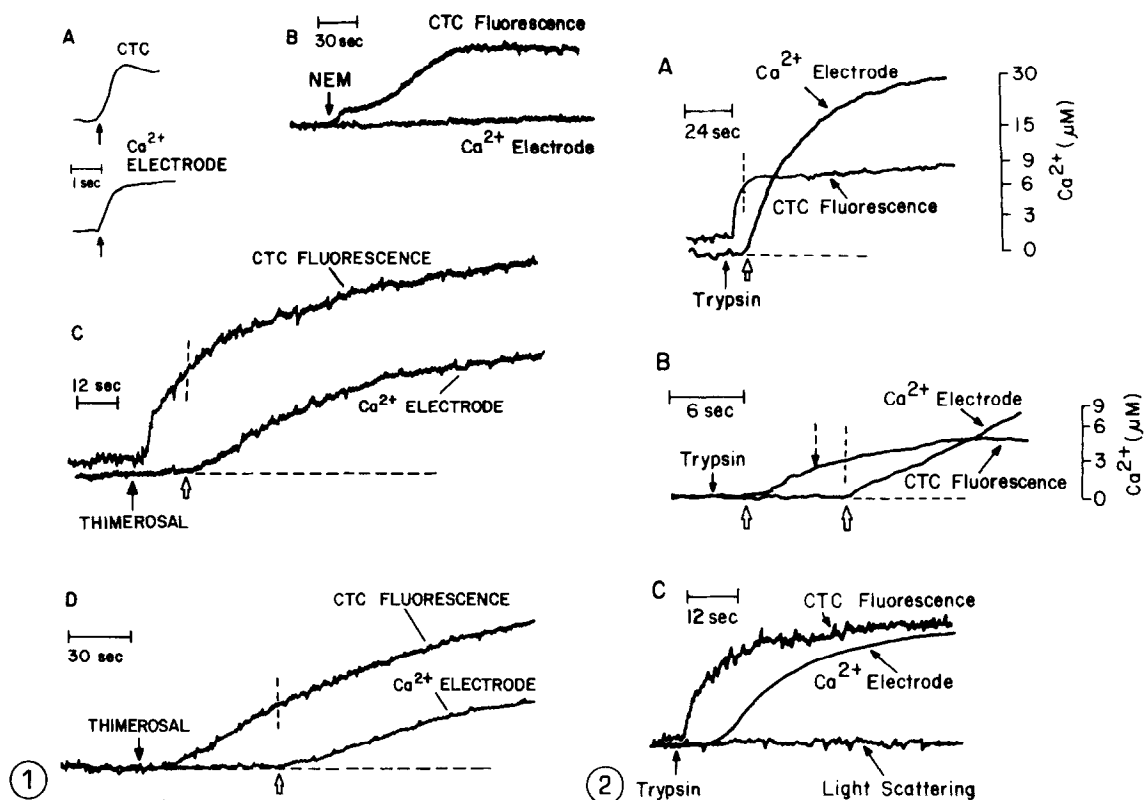 A
CTC
Ca2+
ELECTRODE
1 sec
B
30 sec
CTC Fluorescence
NEM
Ca2+ Electrode
C
12 sec
CTC FLUORESCENCE
Ca2+ ELECTRODE
THIMEROSAL
D
30 sec
CTC FLUORESCENCE
Ca2+ ELECTRODE
THIMEROSAL
1
A
24 sec
Ca2+ Electrode
CTC Fluorescence
Trypsin
30
15
9
6
3
0
Ca2+ (μM)
B
6 sec
Ca2+
Electrode
Trypsin
CTC Fluorescence
9
6
3
0
Ca2+ (μM)
C
12 sec
CTC Fluorescence
Ca2+ Electrode
Trypsin
Light Scattering
2